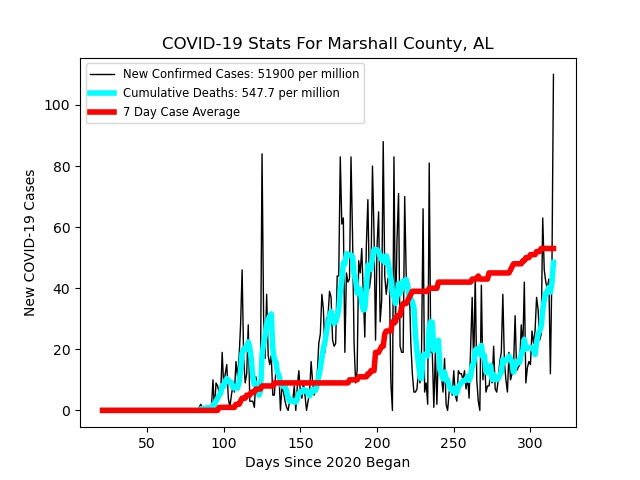 COVID-19 Stats For Marshall County, AL
New Confirmed Cases: 51900 per million
Cumulative Deaths: 547.7 per million
7 Day Case Average
New COVID-19 Cases
100
80
60
40
20
0
50 100 150 200 250 300
Days Since 2020 Began